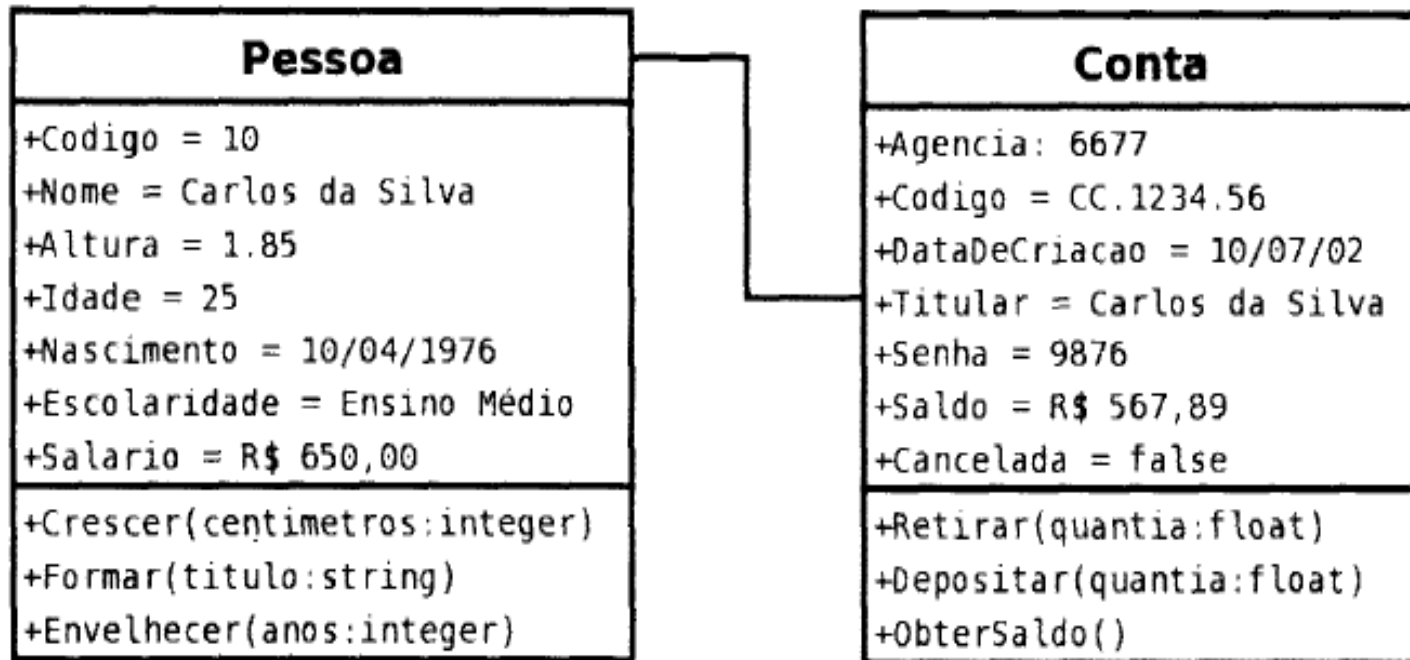 Pessoa
+Codigo = 10
+Nome = Carlos da Silva
+Altura = 1.85
+Idade = 25
+Nascimento = 10/04/1976
+Escolaridade = Ensino Médio
+Salario = R$ 650,00
+Crescer(centimetros:integer)
+Formar(titulo:string)
+Envelhecer(anos:integer)
Conta
+Agencia: 6677
+Codigo = CC.1234.56
+DataDeCriacao = 10/07/02
+Titular = Carlos da Silva
+Senha = 9876
+Saldo = R$ 567,89
+Cancelada = false
+Retirar(quantia:float)
+Depositar(quantia:float)
+ObterSaldo()